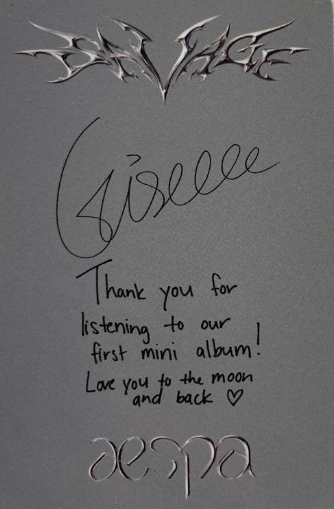 SAVAGE
Giselle
Thank you for
listening to our
first mini album!
Love you to the moon
and back ♡
aespa